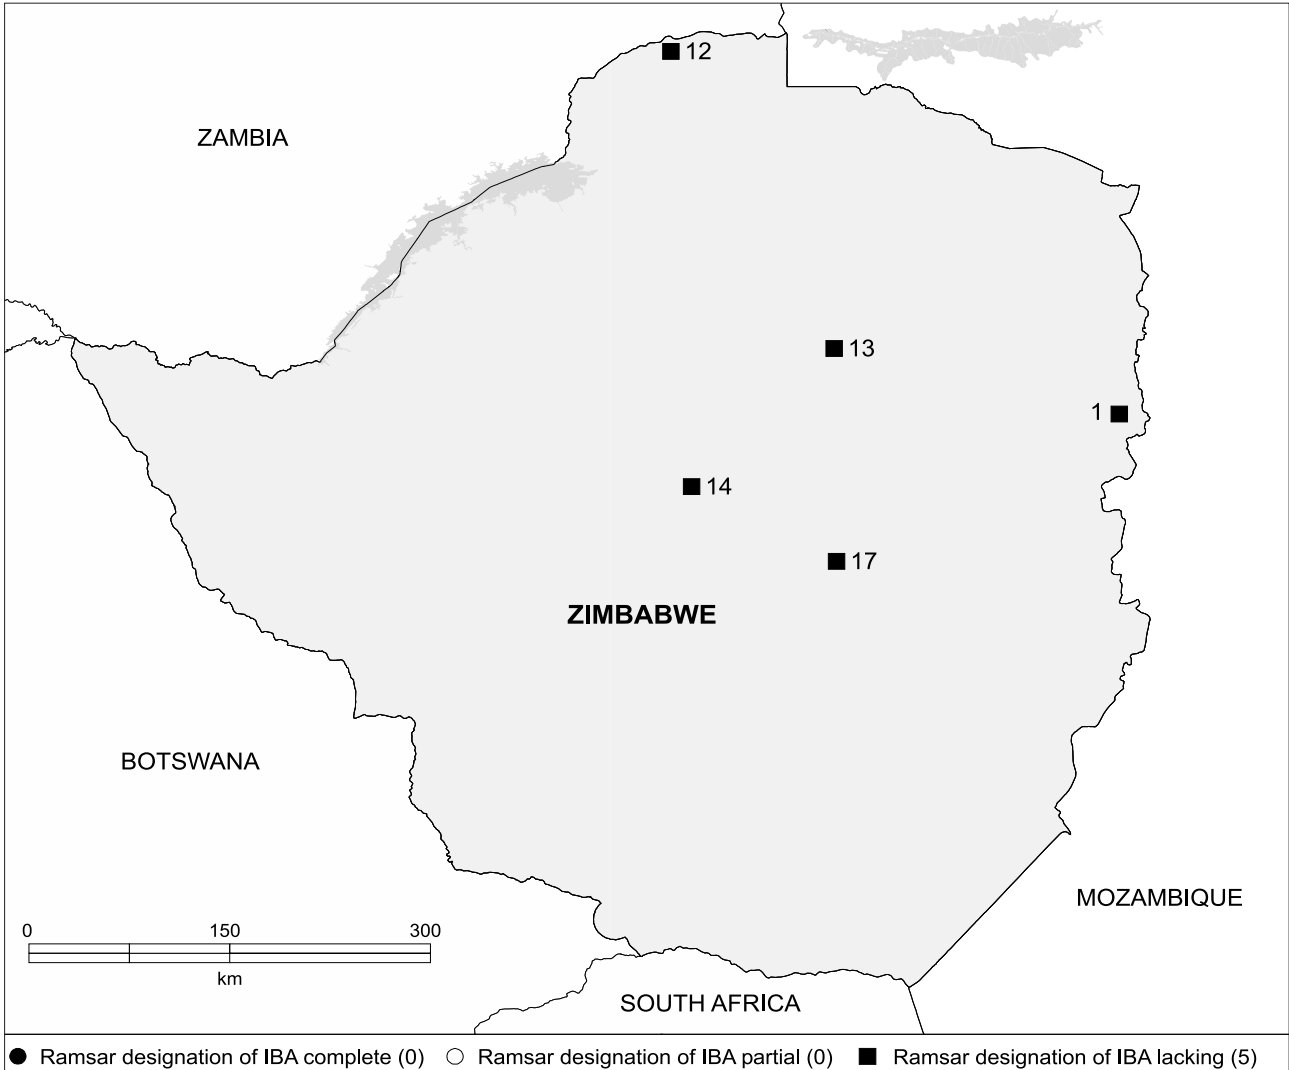 12
ZAMBIA
13
1
14
17
ZIMBABWE
BOTSWANA
MOZAMBIQUE
0 150 300
km
SOUTH AFRICA
Ramsar designation of IBA complete (0) Ramsar designation of IBA partial (0) Ramsar designation of IBA lacking (5)